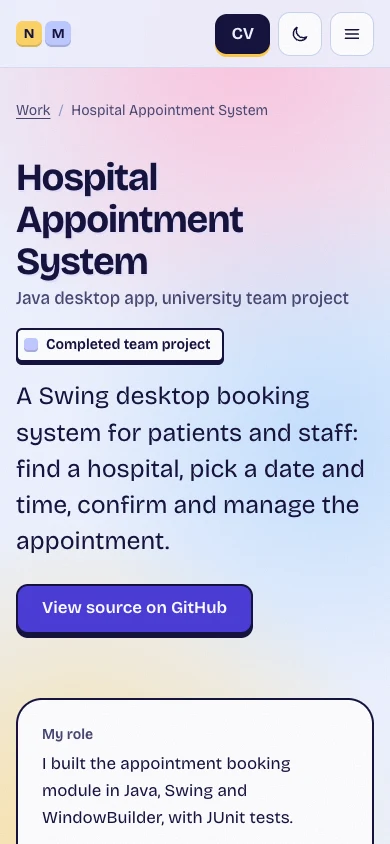 N M
CV
Work / Hospital Appointment System
Hospital
Appointment
System
Java desktop app, university team project
Completed team project
A Swing desktop booking
system for patients and staff:
find a hospital, pick a date and
time, confirm and manage the
appointment.
View source on GitHub
My role
I built the appointment booking
module in Java, Swing and
WindowBuilder, with JUnit tests.